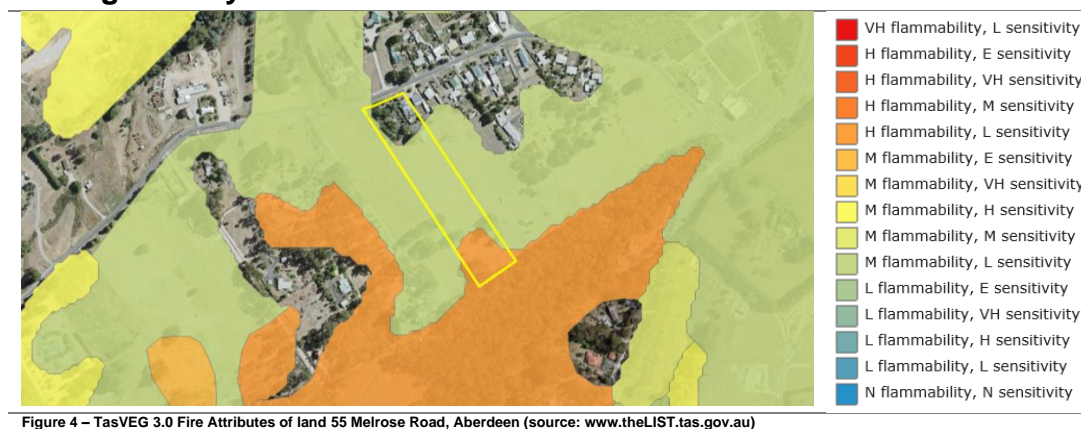 VH flammability, L sensitivity
H flammability, E sensitivity
H flammability, VH sensitivity
H flammability, M sensitivity
H flammability, L sensitivity
M flammability, E sensitivity
M flammability, VH sensitivity
M flammability, H sensitivity
M flammability, M sensitivity
M flammability, L sensitivity
L flammability, E sensitivity
L flammability, VH sensitivity
L flammability, H sensitivity
L flammability, L sensitivity
N flammability, N sensitivity
Figure 4 – TasVEG 3.0 Fire Attributes of land 55 Melrose Road, Aberdeen (source: www.theLIST.tas.gov.au)